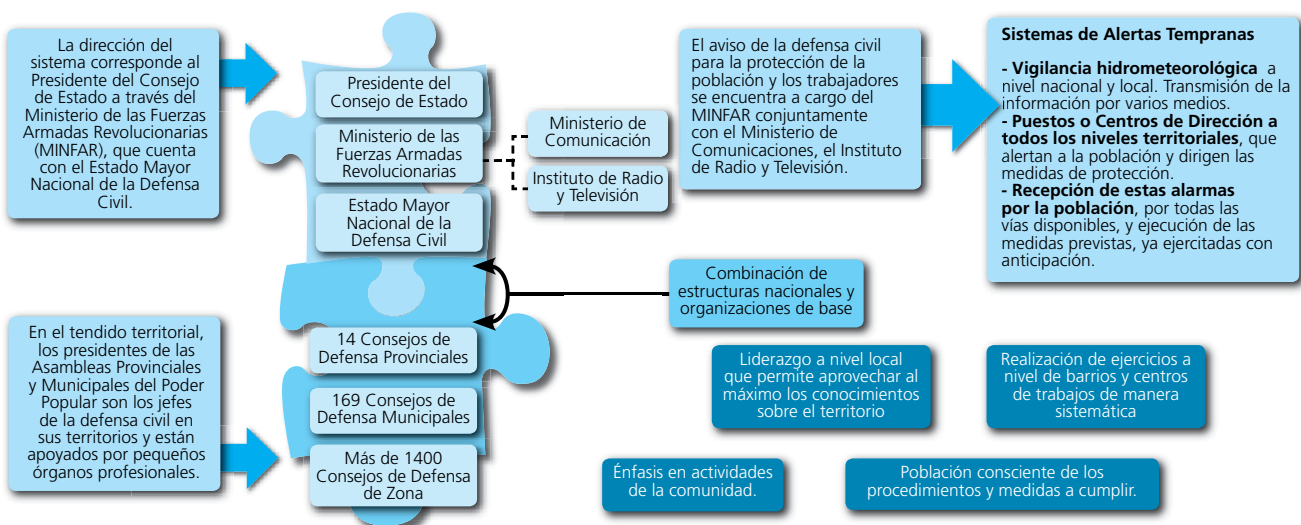 La dirección del
sistema corresponde al
Presidente del Consejo
de Estado a través del
Ministerio de las Fuerzas
Armadas Revolucionarias
(MINFAR), que cuenta
con el Estado Mayor
Nacional de la Defensa
Civil.
Presidente del
Consejo de Estado
Ministerio de las
Fuerzas Armadas
Revolucionarias
Estado Mayor
Nacional de la
Defensa Civil
Ministerio de
Comunicación
Instituto de Radio
y Televisión
El aviso de la defensa civil
para la protección de la
población y los trabajadores
se encuentra a cargo del
MINFAR conjuntamente
con el Ministerio de
Comunicaciones, el Instituto
de Radio y Televisión.
Sistemas de Alertas Tempranas
- Vigilancia hidrometeorológica a
nivel nacional y local. Transmisión de la
información por varios medios.
- Puestos o Centros de Dirección a
todos los niveles territoriales, que
alertan a la población y dirigen las
medidas de protección.
- Recepción de estas alarmas
por la población, por todas las
vías disponibles, y ejecución de las
medidas previstas, ya ejercitadas con
anticipación.
Combinación de
estructuras nacionales y
organizaciones de base
En el tendido territorial,
los presidentes de las
Asambleas Provinciales
y Municipales del Poder
Popular son los jefes
de la defensa civil en
sus territorios y están
apoyados por pequeños
órganos profesionales.
14 Consejos de
Defensa Provinciales
169 Consejos de
Defensa Municipales
Más de 1400
Consejos de Defensa
de Zona
Liderazgo a nivel local
que permite aprovechar al
máximo los conocimientos
sobre el territorio
Realización de ejercicios a
nivel de barrios y centros
de trabajos de manera
sistemática
Énfasis en actividades
de la comunidad.
Población consciente de los
procedimientos y medidas a cumplir.